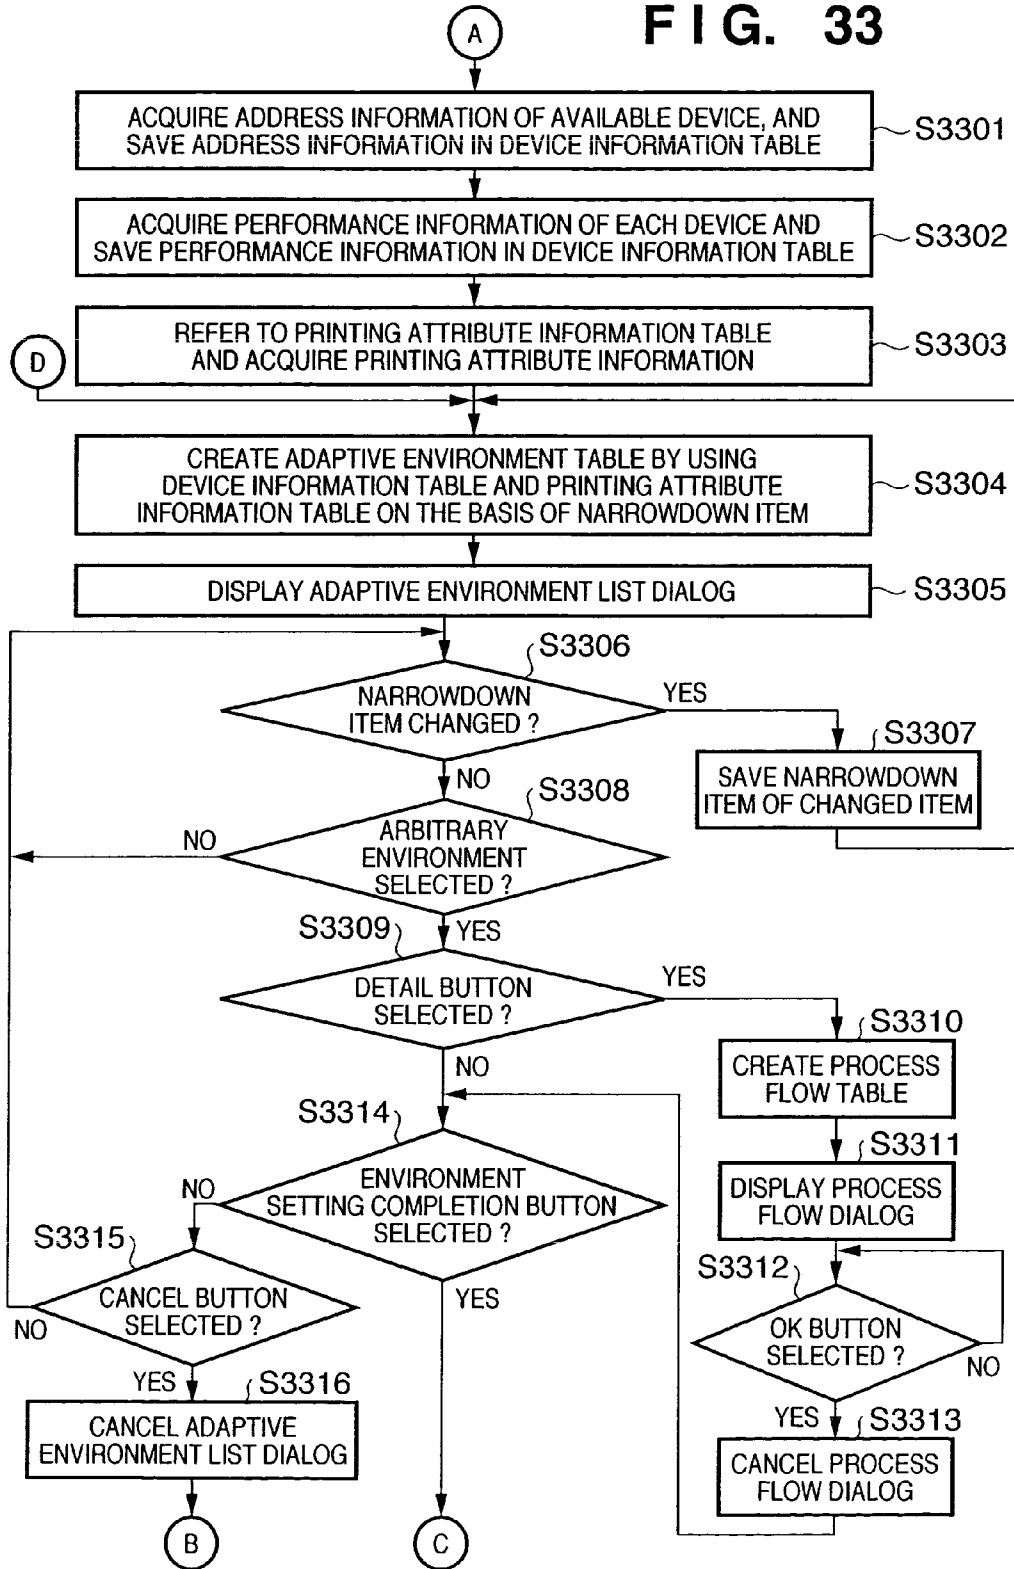 FIG. 33
A
ACQUIRE ADDRESS INFORMATION OF AVAILABLE DEVICE, AND
SAVE ADDRESS INFORMATION IN DEVICE INFORMATION TABLE
S3301
ACQUIRE PERFORMANCE INFORMATION OF EACH DEVICE AND
SAVE PERFORMANCE INFORMATION IN DEVICE INFORMATION TABLE
S3302
REFER TO PRINTING ATTRIBUTE INFORMATION TABLE
AND ACQUIRE PRINTING ATTRIBUTE INFORMATION
S3303
D
CREATE ADAPTIVE ENVIRONMENT TABLE BY USING
DEVICE INFORMATION TABLE AND PRINTING ATTRIBUTE
INFORMATION TABLE ON THE BASIS OF NARROWDOWN ITEM
S3304
DISPLAY ADAPTIVE ENVIRONMENT LIST DIALOG
S3305
S3306
NARROWDOWN
ITEM CHANGED ?
YES
NO
S3307
SAVE NARROWDOWN
ITEM OF CHANGED ITEM
S3308
ARBITRARY
ENVIRONMENT
SELECTED ?
NO
YES
S3309
DETAIL BUTTON
SELECTED ?
YES
NO
S3310
CREATE PROCESS
FLOW TABLE
S3311
DISPLAY PROCESS
FLOW DIALOG
S3312
OK BUTTON
SELECTED ?
NO
YES
S3313
CANCEL PROCESS
FLOW DIALOG
S3314
ENVIRONMENT
SETTING COMPLETION BUTTON
SELECTED ?
NO
YES
S3315
CANCEL BUTTON
SELECTED ?
NO
YES
S3316
CANCEL ADAPTIVE
ENVIRONMENT LIST DIALOG
B
C